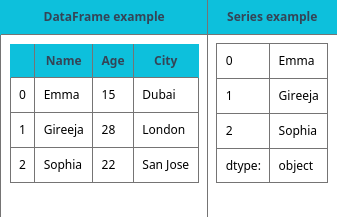 DataFrame example
Series example
Name Age City
0 Emma 15 Dubai
1 Gireeja 28 London
2 Sophia 22 San Jose
0 Emma
1 Gireeja
2 Sophia
dtype: object